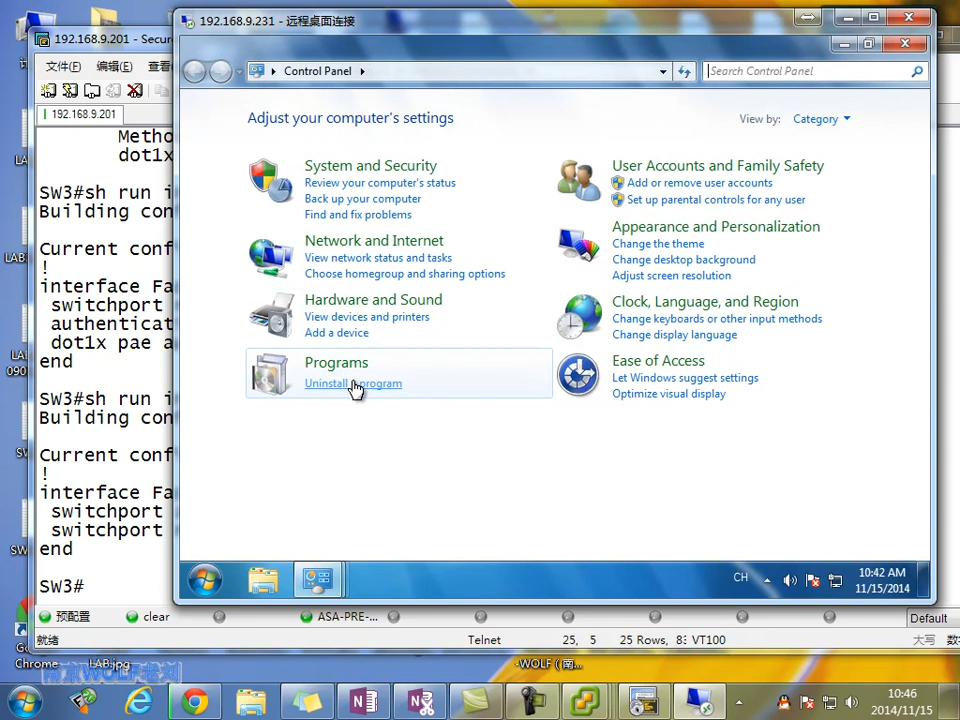 192.168.9.231 - 远程桌面连接
192.168.9.201 - Secure
文件(F) 编辑(E) 查看
192.168.9.201
Metho
dot1x
SW3#sh run i
Building con
Current conf
!
interface Fa
switchport
authenticat
dot1x pae a
end
SW3#sh run i
Building con
Current conf
!
interface Fa
switchport
switchport
end
SW3#
Control Panel
Search Control Panel
Adjust your computer's settings
View by: Category
System and Security
Review your computer's status
Back up your computer
Find and fix problems
Network and Internet
View network status and tasks
Choose homegroup and sharing options
Hardware and Sound
View devices and printers
Add a device
Programs
Uninstall program
User Accounts and Family Safety
Add or remove user accounts
Set up parental controls for any user
Appearance and Personalization
Change the theme
Change desktop background
Adjust screen resolution
Clock, Language, and Region
Change keyboards or other input methods
Change display language
Ease of Access
Let Windows suggest settings
Optimize visual display
CH
10:42 AM
11/15/2014
预配置 clear ASA-PRE-... Default
就绪 Telnet 25, 5 25 Rows, 8 VT100 大写
Chrome LAB.jpg
-WOLF（南...
10:46
2014/11/15